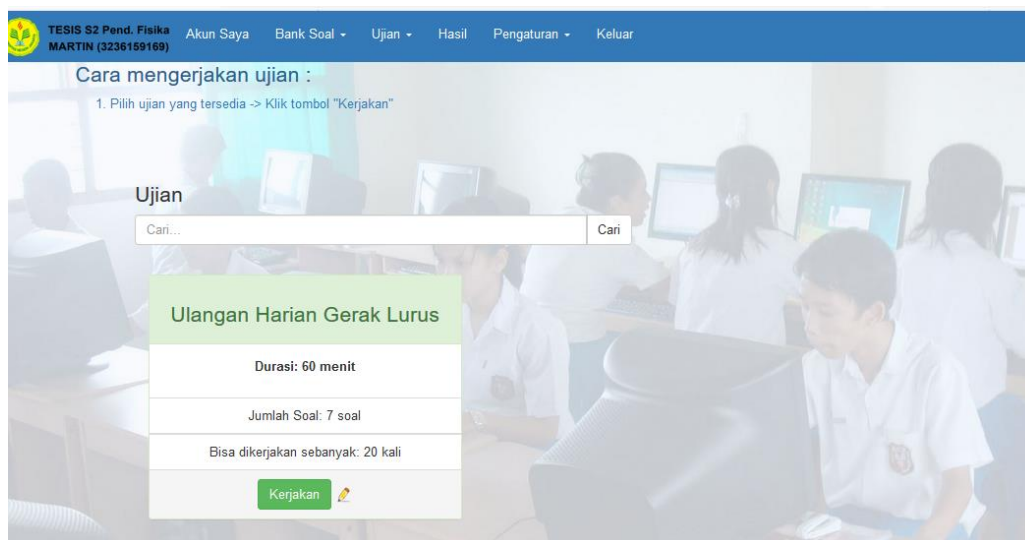 TESIS S2 Pend. Fisika
MARTIN (3236159169)
Akun Saya Bank Soal Ujian Hasil Pengaturan Keluar
Cara mengerjakan ujian :
1. Pilih ujian yang tersedia -> Klik tombol "Kerjakan"
Ujian
Cari...
Cari
Ulangan Harian Gerak Lurus
Durasi: 60 menit
Jumlah Soal: 7 soal
Bisa dikerjakan sebanyak: 20 kali
Kerjakan